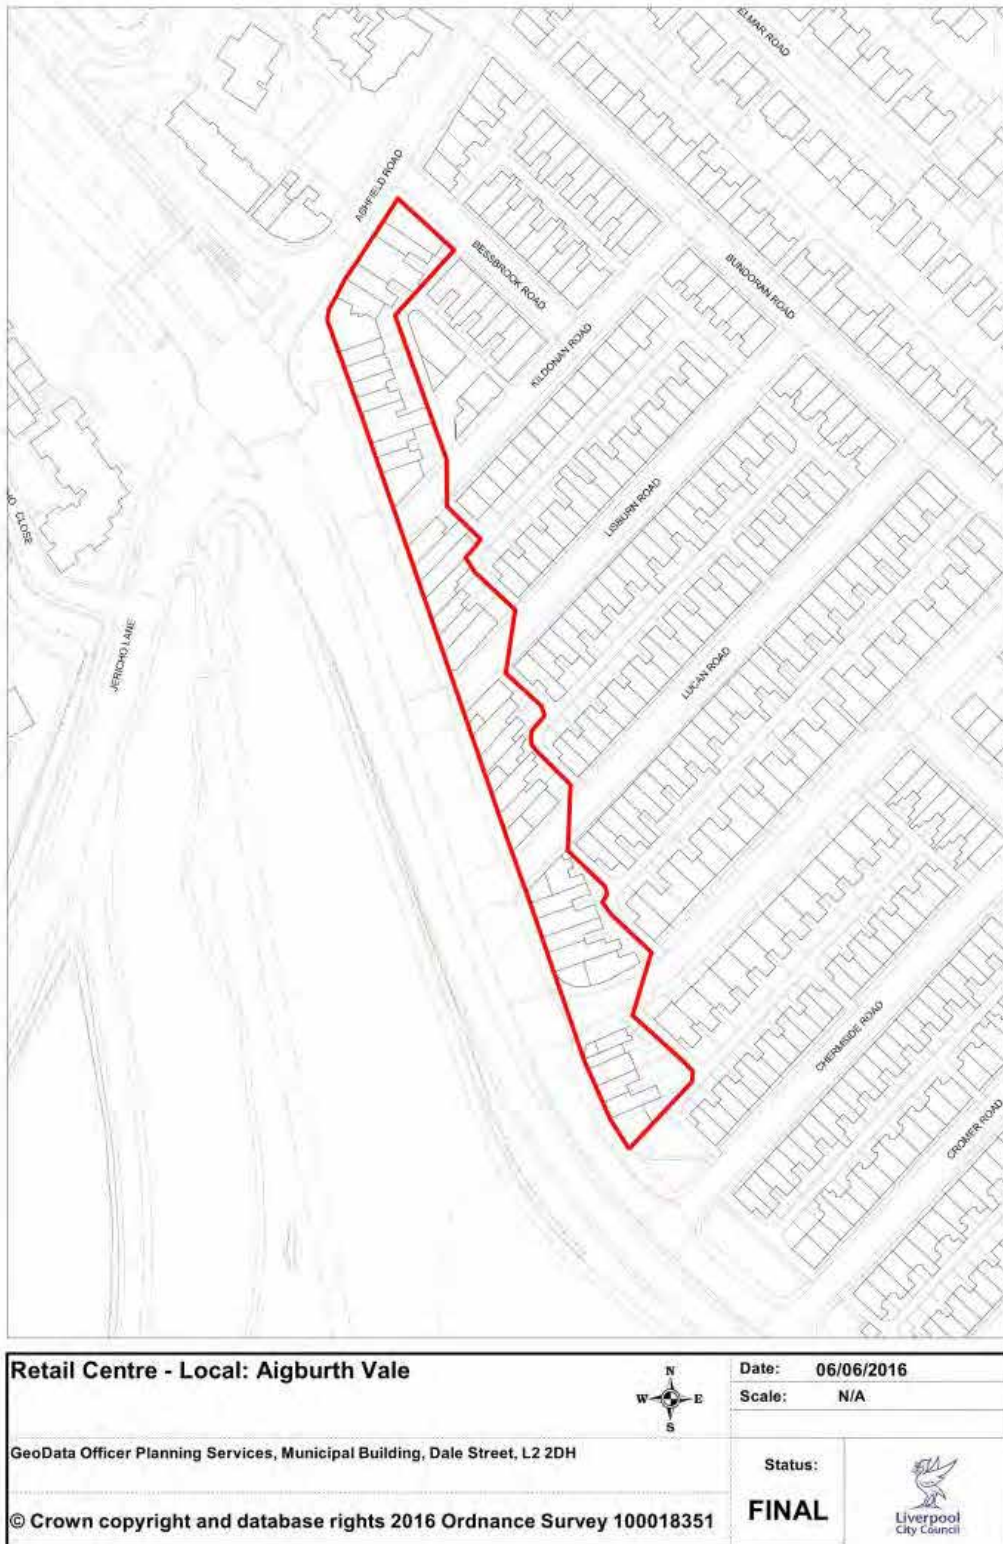 ELMAR ROAD
ASHFIELD ROAD
BESSBROOK ROAD
BUNDORAN ROAD
KILDONAN ROAD
LISBURN ROAD
CLOSE
JERICHO LANE
LUCAN ROAD
CHERMSIDE ROAD
CROMER ROAD
Retail Centre - Local: Aigburth Vale
N
W E
S
Date: 06/06/2016
Scale: N/A
GeoData Officer Planning Services, Municipal Building, Dale Street, L2 2DH
Status:
FINAL
Liverpool
City Council
© Crown copyright and database rights 2016 Ordnance Survey 100018351